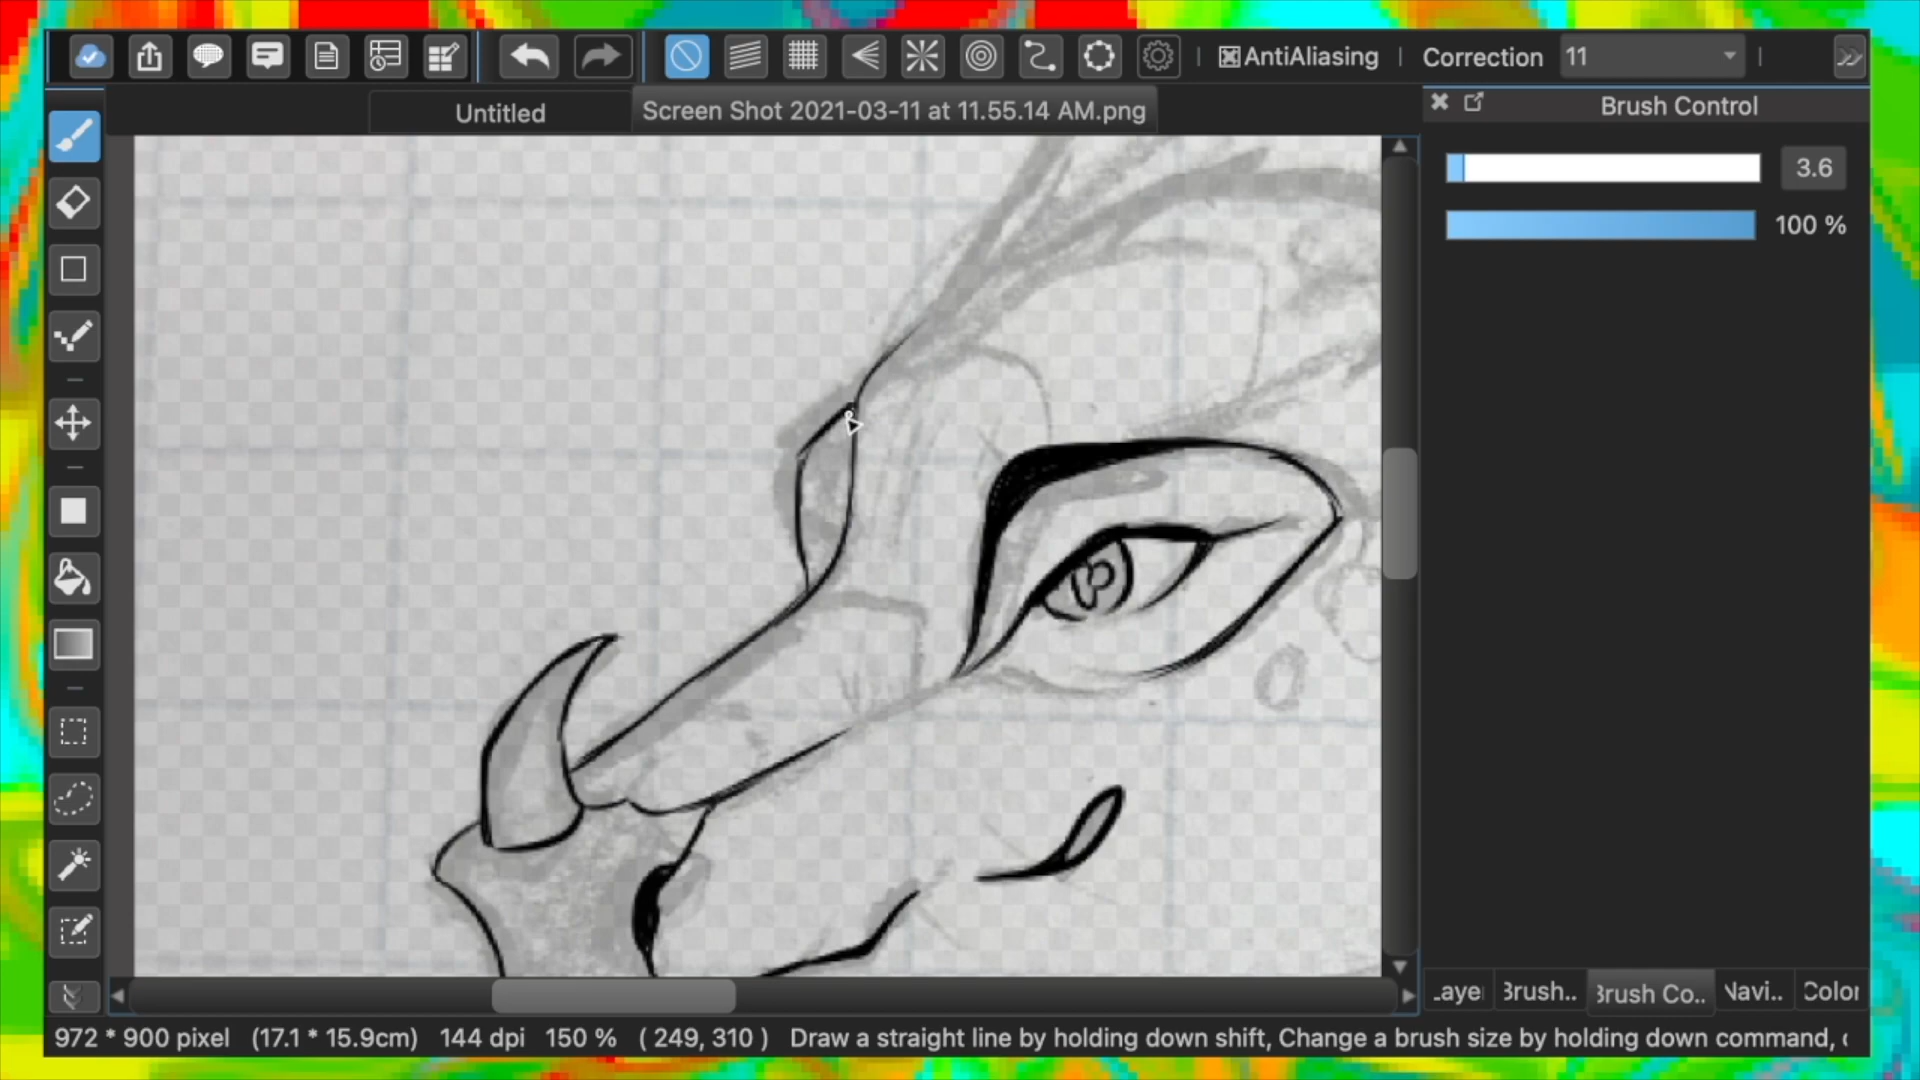 AntiAliasing
Correction 11
Untitled
Screen Shot 2021-03-11 at 11.55.14 AM.png
Brush Control
3.6
100 %
Brush Co..
Navi..
Color
972 * 900 pixel (17.1 * 15.9cm) 144 dpi 150 % ( 249, 310 ) Draw a straight line by holding down shift, Change a brush size by holding down command,